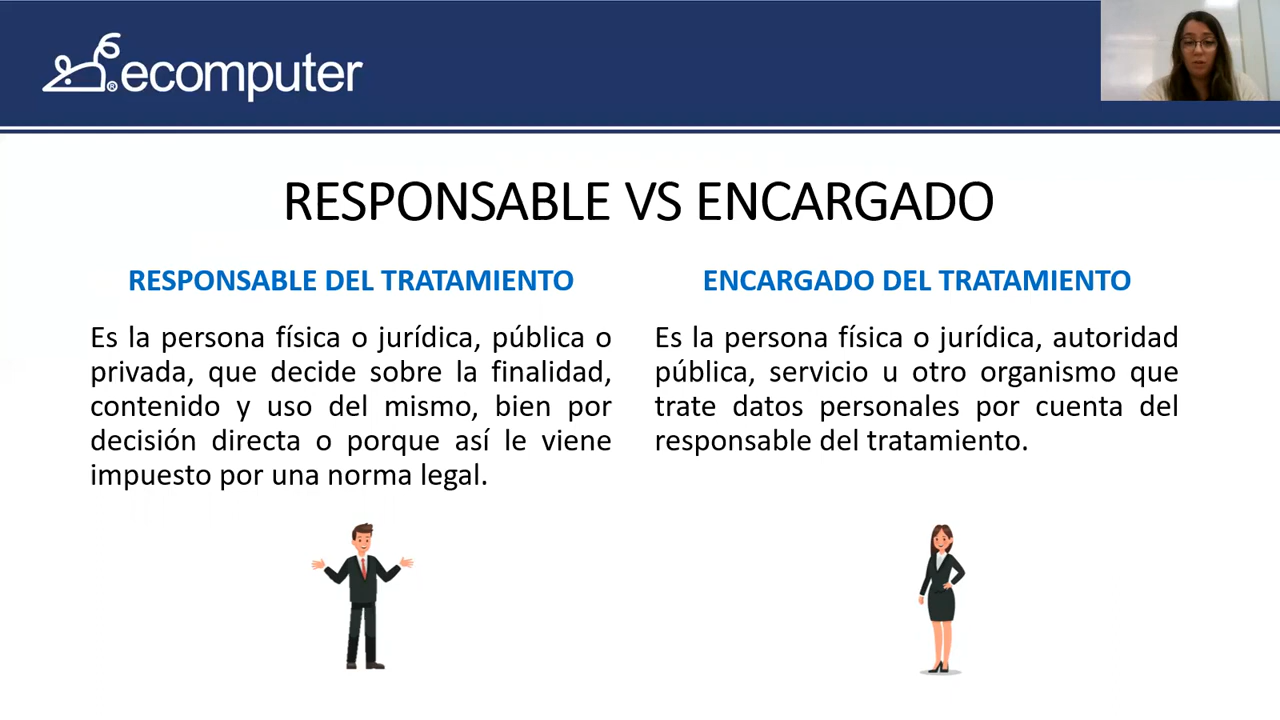 ecomputer
RESPONSABLE VS ENCARGADO
RESPONSABLE DEL TRATAMIENTO
Es la persona física o jurídica, pública o
privada, que decide sobre la finalidad,
contenido y uso del mismo, bien por
decisión directa o porque así le viene
impuesto por una norma legal.
ENCARGADO DEL TRATAMIENTO
Es la persona física o jurídica, autoridad
pública, servicio u otro organismo que
trate datos personales por cuenta del
responsable del tratamiento.